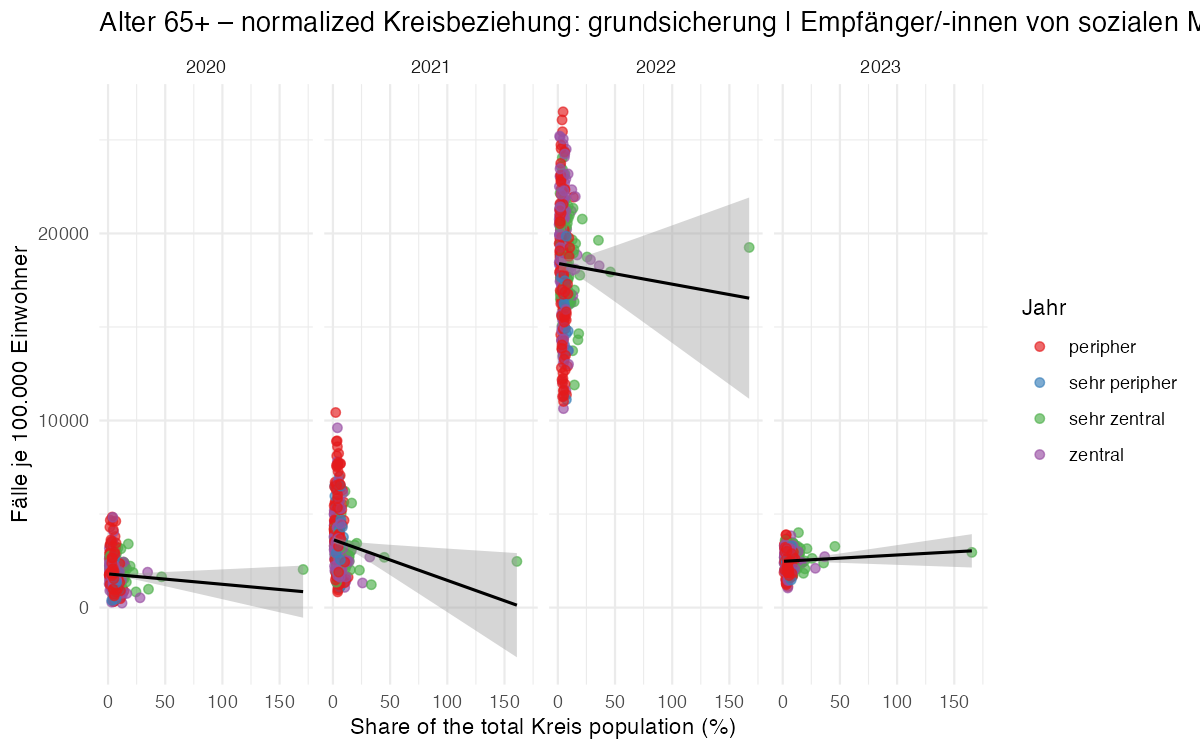 Alter 65+ – normalized Kreisbeziehung: grundsicherung | Empfänger/-innen von sozialen
2020 2021 2022 2023
20000
10000
0
Fälle je 100.000 Einwohner
0 50 100 150 0 50 100 150 0 50 100 150 0 50 100 150
Share of the total Kreis population (%)
Jahr
peripher
sehr peripher
sehr zentral
zentral